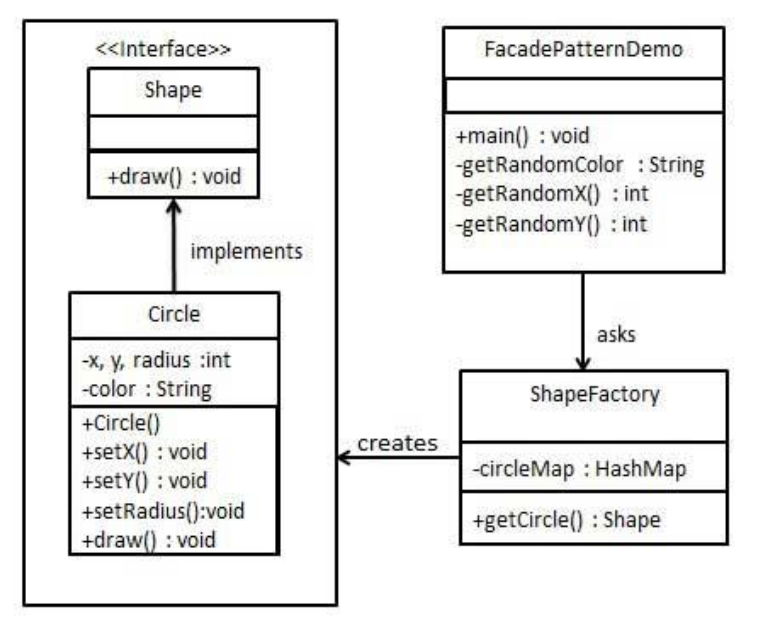 <<Interface>>
Shape
+draw() : void
implements
Circle
-x, y, radius :int
-color : String
+Circle()
+setX() : void
+setY() : void
+setRadius():void
+draw() : void
FacadePatternDemo
+main() : void
-getRandomColor : String
-getRandomX() : int
-getRandomY() : int
asks
ShapeFactory
-circleMap : HashMap
+getCircle() : Shape
creates